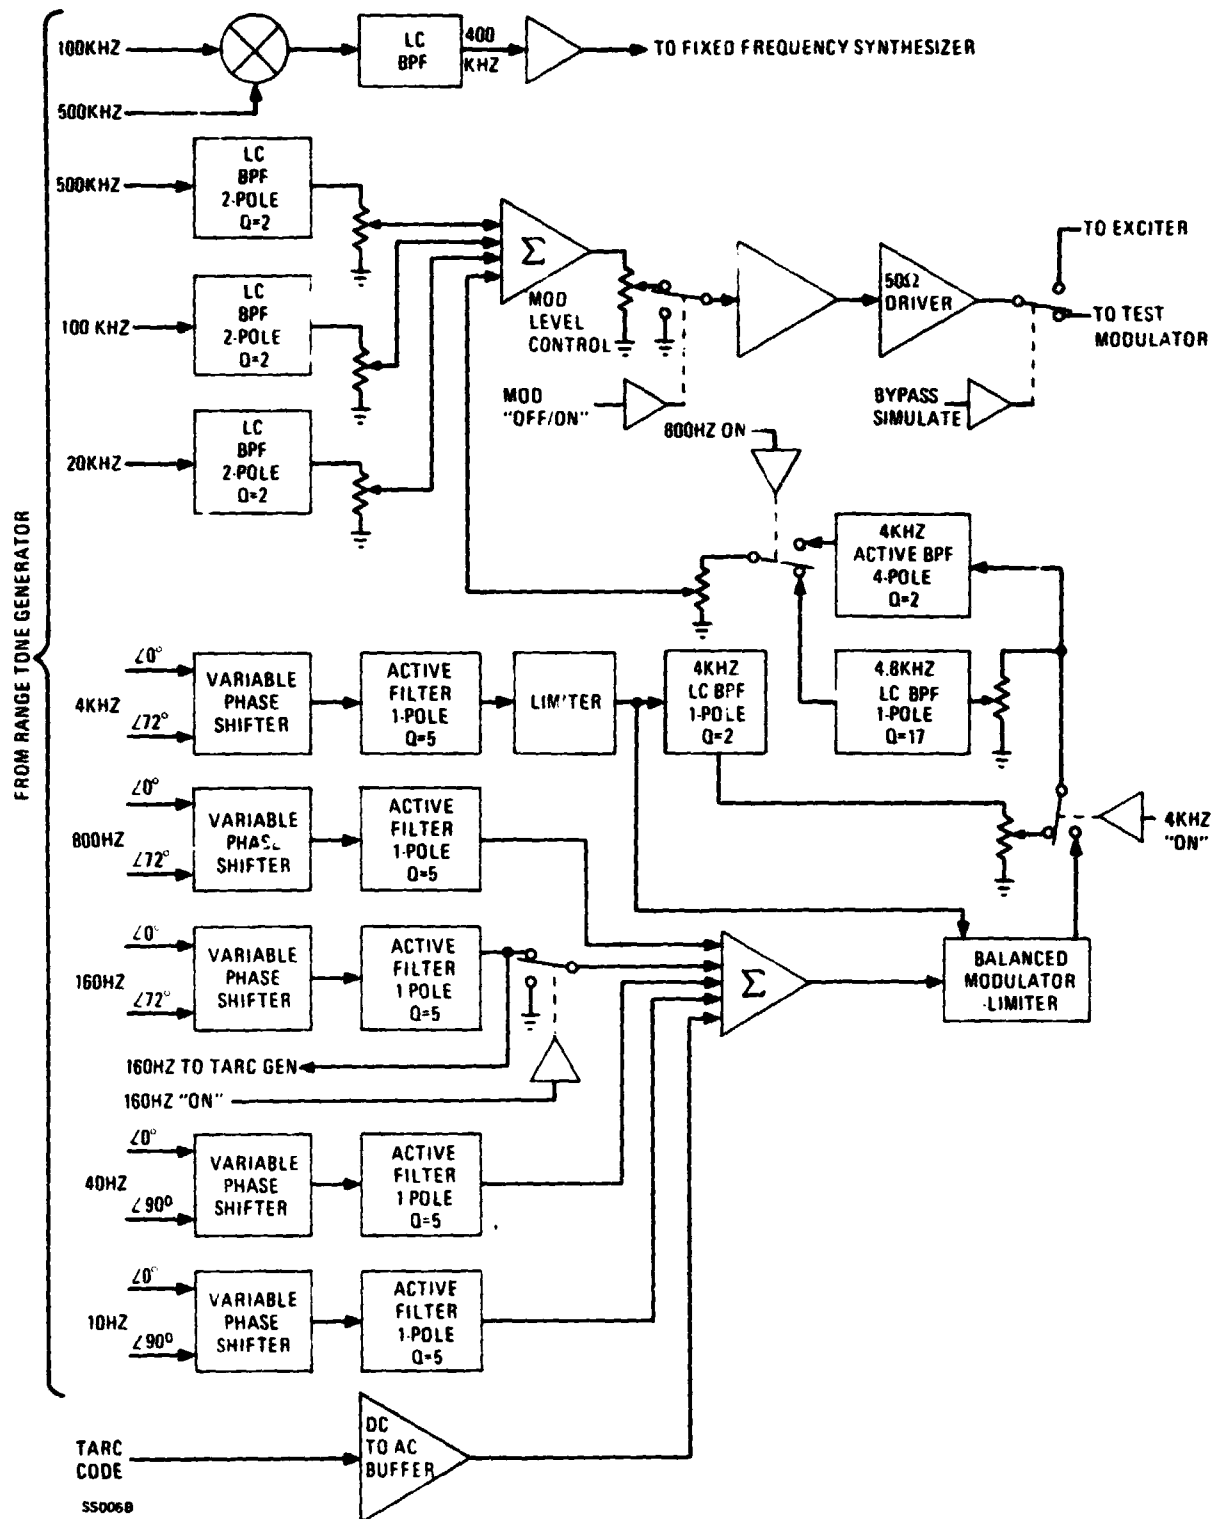 FROM RANGE TONE GENERATOR
100KHZ
500KHZ
LC
BPF
400
KHZ
TO FIXED FREQUENCY SYNTHESIZER
500KHZ
LC
BPF
2-POLE
Q=2
100 KHZ
LC
BPF
2-POLE
Q=2
20KHZ
LC
BPF
2-POLE
Q=2
Σ
MOD
LEVEL
CONTROL
50Ω
DRIVER
TO EXCITER
TO TEST
MODULATOR
MOD
"OFF/ON"
BYPASS
SIMULATE
800HZ ON
4KHZ
ACTIVE BPF
4-POLE
Q=2
4KHZ
∠0°
∠72°
VARIABLE
PHASE
SHIFTER
ACTIVE
FILTER
1-POLE
Q=5
LIMITER
4KHZ
LC BPF
1-POLE
Q=2
4.8KHZ
LC BPF
1-POLE
Q=17
4KHZ
"ON"
800HZ
∠0°
∠72°
VARIABLE
PHASE
SHIFTER
ACTIVE
FILTER
1-POLE
Q=5
160HZ
∠0°
∠72°
VARIABLE
PHASE
SHIFTER
ACTIVE
FILTER
1 POLE
Q=5
Σ
BALANCED
MODULATOR
-LIMITER
160HZ TO TARC GEN
160HZ "ON"
40HZ
∠0°
∠90°
VARIABLE
PHASE
SHIFTER
ACTIVE
FILTER
1 POLE
Q=5
10HZ
∠0°
∠90°
VARIABLE
PHASE
SHIFTER
ACTIVE
FILTER
1-POLE
Q=5
TARC
CODE
DC
TO AC
BUFFER
SS006B